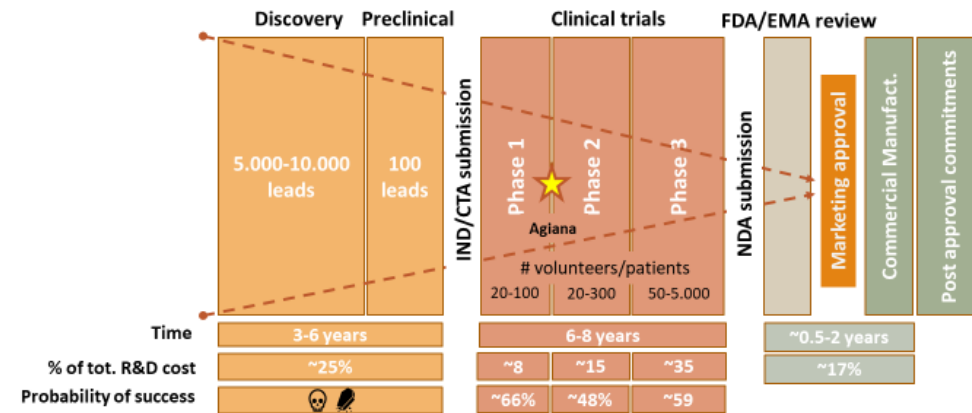 Discovery
Preclinical
Clinical trials
FDA/EMA review
5.000-10.000
leads
100
leads
IND/CTA submission
Phase 1
Phase 2
Phase 3
Agiana
# volunteers/patients
20-100
20-300
50-5.000
NDA submission
Marketing approval
Commercial Manufact.
Post approval commitments
Time
3-6 years
6-8 years
~0.5-2 years
% of tot. R&D cost
~25%
~8
~15
~35
~17%
Probability of success
~66%
~48%
~59